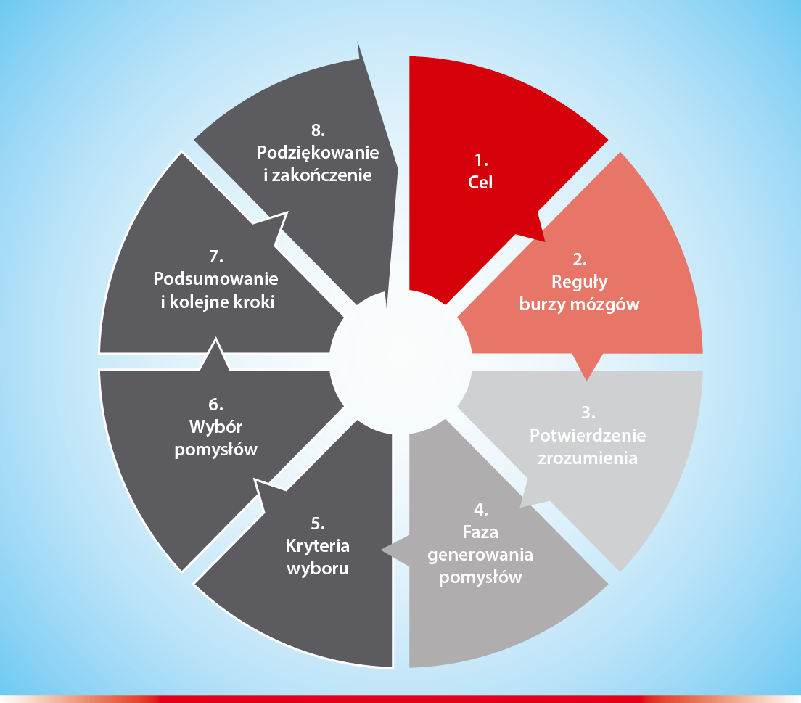 1.
Cel
2.
Reguły
burzy mózgów
3.
Potwierdzenie
zrozumienia
4.
Faza
generowania
pomysłów
5.
Kryteria
wyboru
6.
Wybór
pomysłów
7.
Podsumowanie
i kolejne kroki
8.
Podziękowanie
i zakończenie